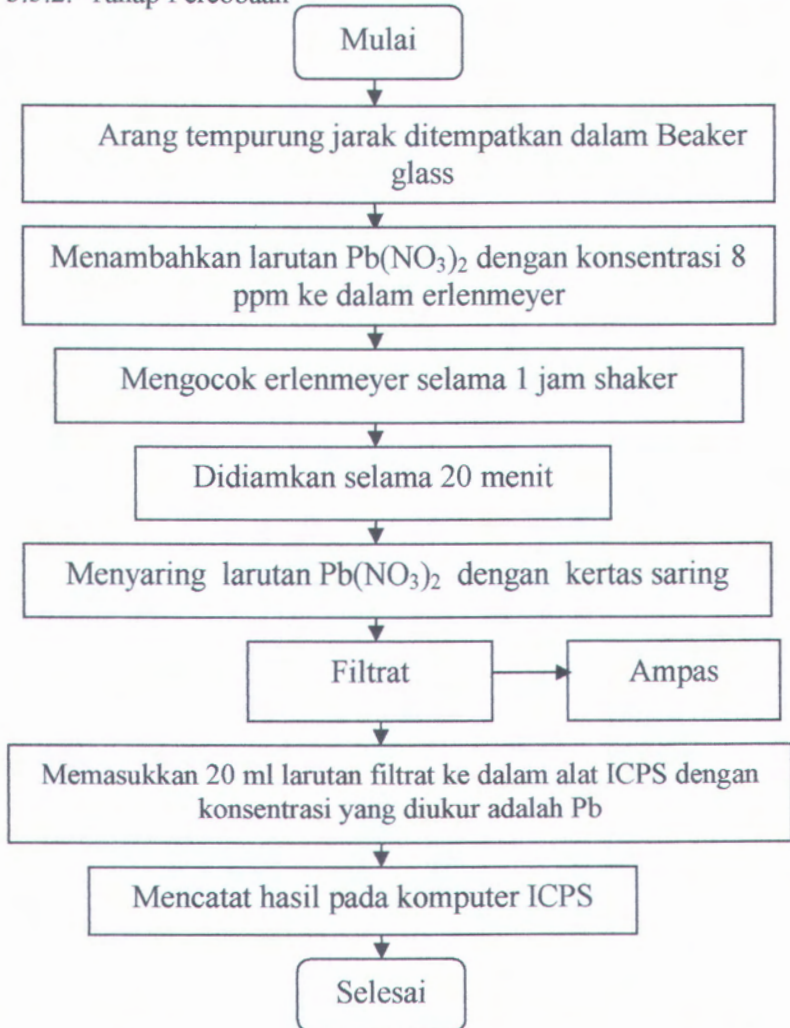 Mulai
Arang tempurung jarak ditempatkan dalam Beaker
glass
Menambahkan larutan Pb(NO₃)₂ dengan konsentrasi 8
ppm ke dalam erlenmeyer
Mengocok erlenmeyer selama 1 jam shaker
Didiamkan selama 20 menit
Menyaring larutan Pb(NO₃)₂ dengan kertas saring
Filtrat
Ampas
Memasukkan 20 ml larutan filtrat ke dalam alat ICPS dengan
konsentrasi yang diukur adalah Pb
Mencatat hasil pada komputer ICPS
Selesai